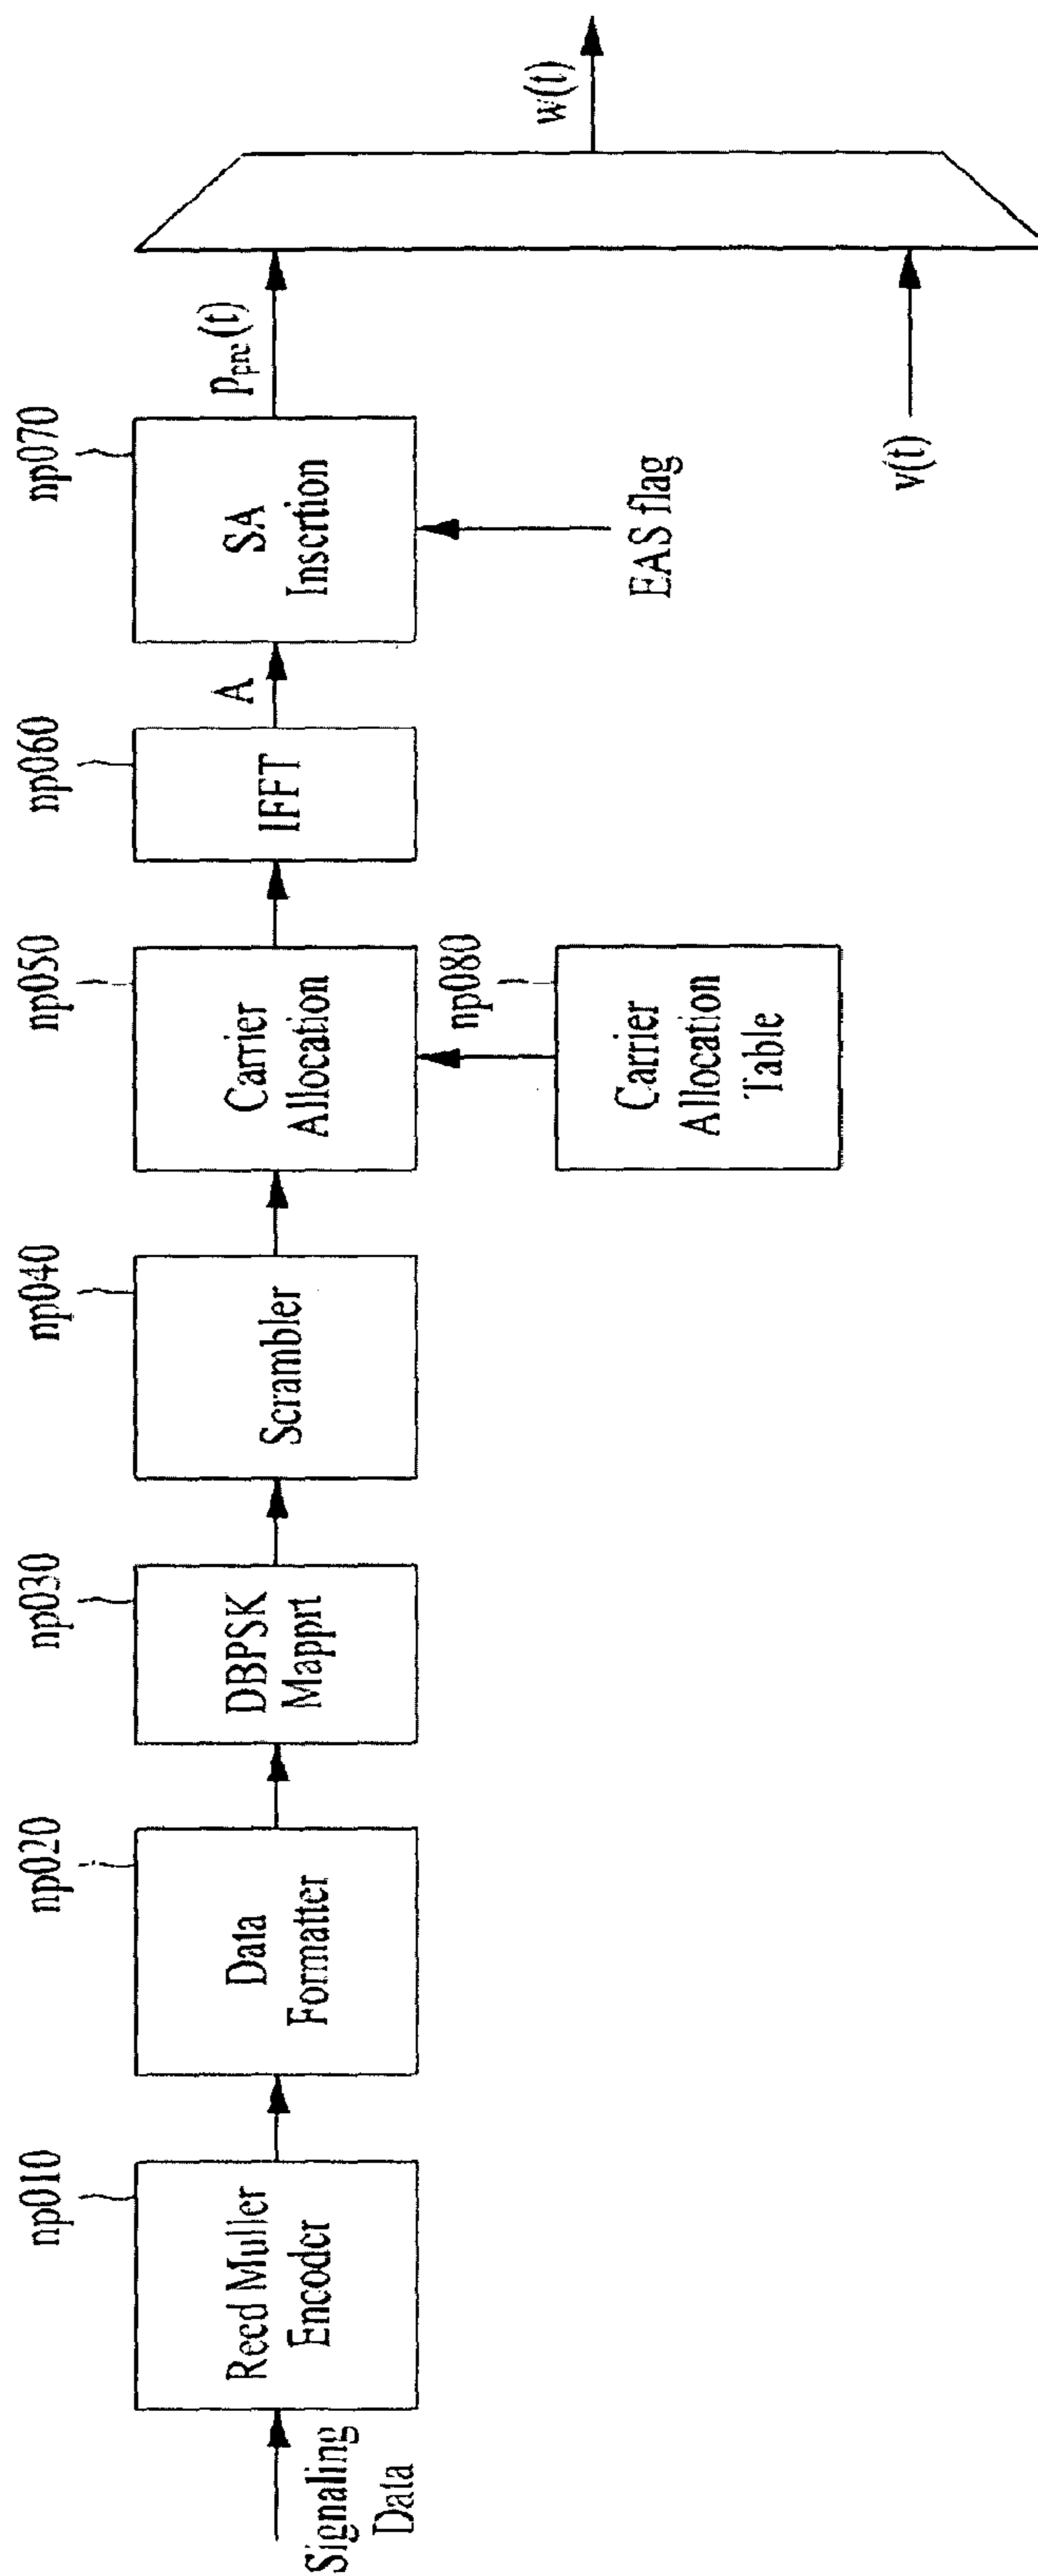 Signaling
Data
np010
Reed Muller
Encoder
np020
Data
Formatter
np030
DBPSK
Mapprt
np040
Scrambler
np050
Carrier
Allocation
np080
Carrier
Allocation
Table
np060
IFFT
A
np070
SA
Insertion
EAS flag
Ppre(t)
v(t)
w(t)